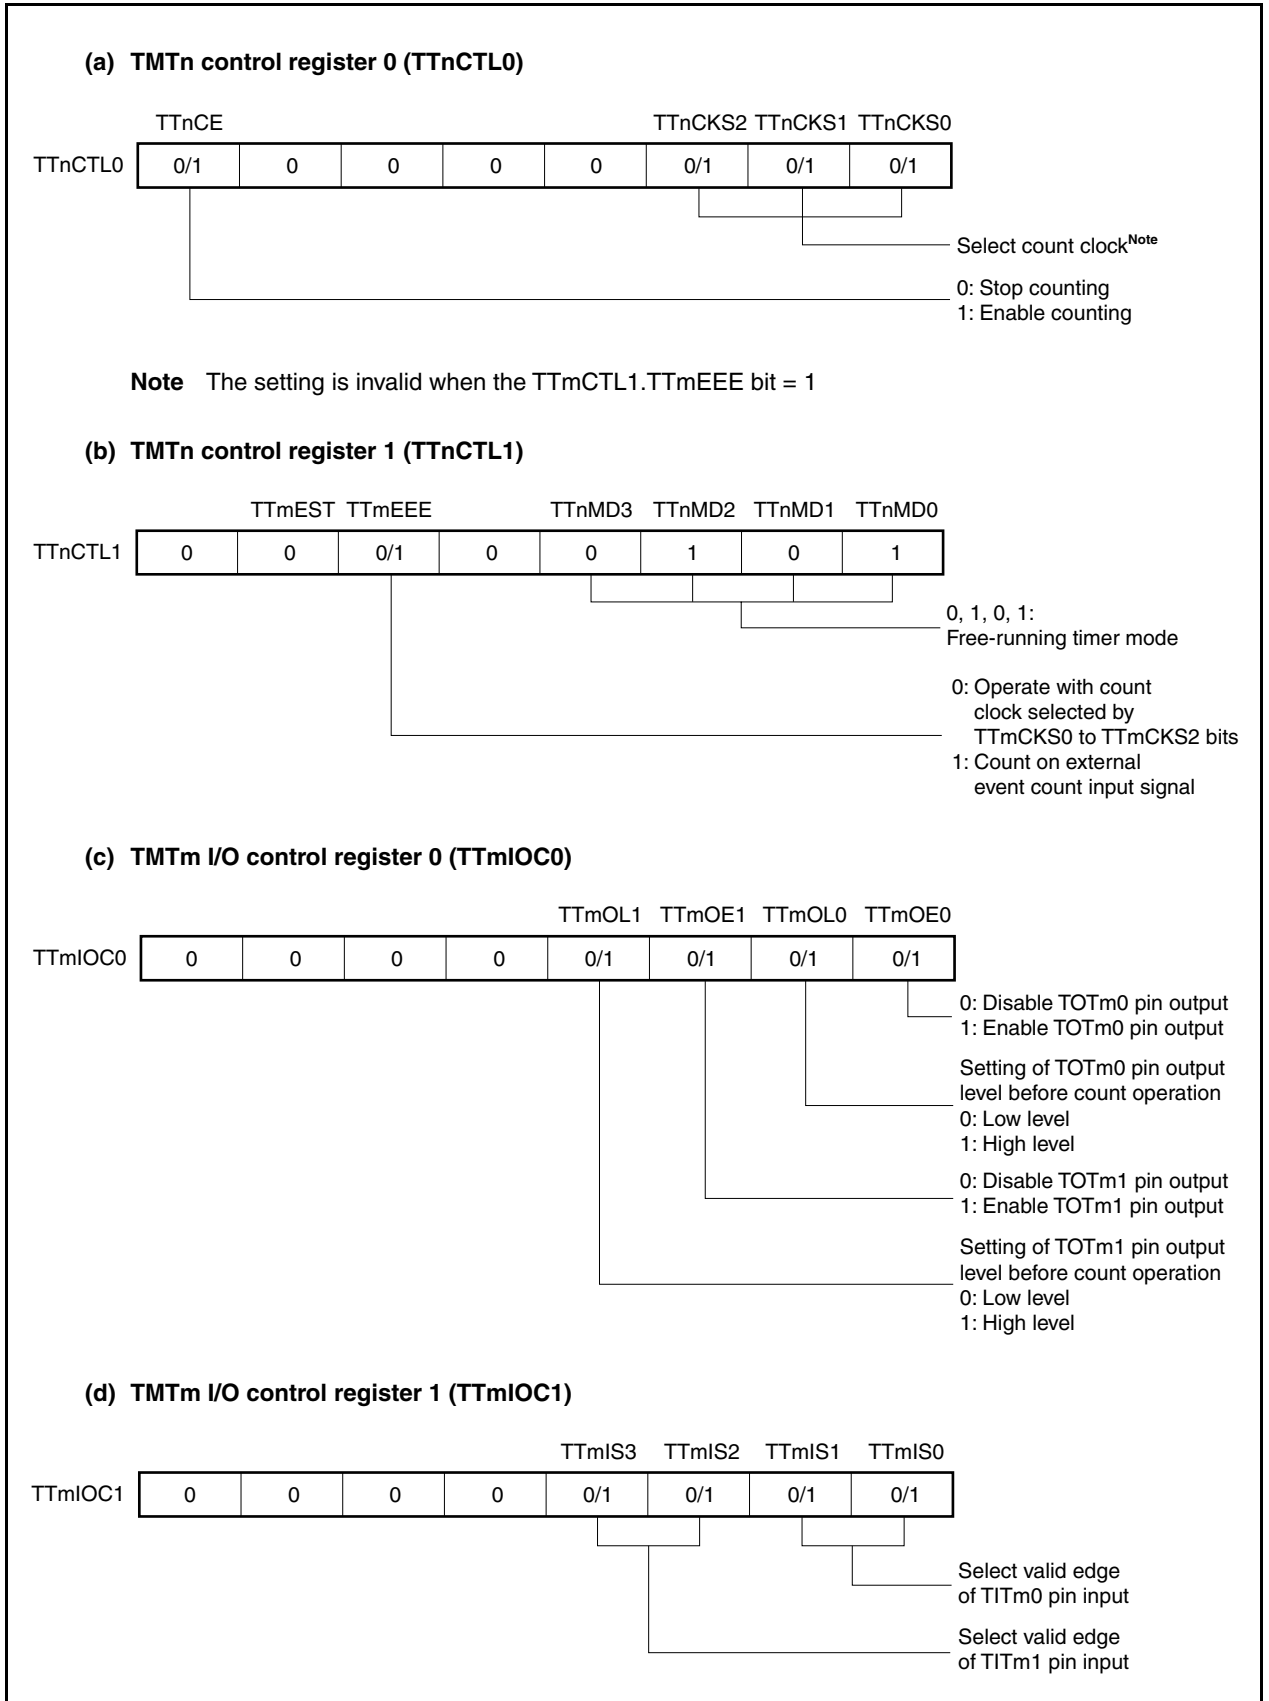 (a) TMTn control register 0 (TTnCTL0)
TTnCE TTnCKS2 TTnCKS1 TTnCKS0
TTnCTL0 0/1 0 0 0 0 0/1 0/1 0/1
Select count clockNote
0: Stop counting
1: Enable counting
Note The setting is invalid when the TTmCTL1.TTmEEE bit = 1
(b) TMTn control register 1 (TTnCTL1)
TTmEST TTmEEE TTnMD3 TTnMD2 TTnMD1 TTnMD0
TTnCTL1 0 0 0/1 0 0 1 0 1
0, 1, 0, 1:
Free-running timer mode
0: Operate with count
clock selected by
TTmCKS0 to TTmCKS2 bits
1: Count on external
event count input signal
(c) TMTm I/O control register 0 (TTmIOC0)
TTmOL1 TTmOE1 TTmOL0 TTmOE0
TTmIOC0 0 0 0 0 0/1 0/1 0/1 0/1
0: Disable TOTm0 pin output
1: Enable TOTm0 pin output
Setting of TOTm0 pin output
level before count operation
0: Low level
1: High level
0: Disable TOTm1 pin output
1: Enable TOTm1 pin output
Setting of TOTm1 pin output
level before count operation
0: Low level
1: High level
(d) TMTm I/O control register 1 (TTmIOC1)
TTmIS3 TTmIS2 TTmIS1 TTmIS0
TTmIOC1 0 0 0 0 0/1 0/1 0/1 0/1
Select valid edge
of TITm0 pin input
Select valid edge
of TITm1 pin input